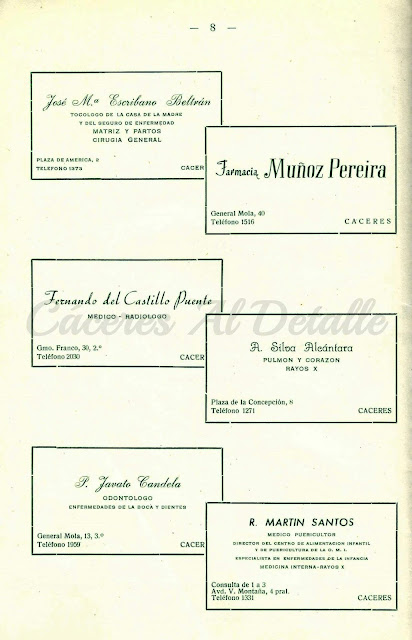 — 8 —
José M.ª Escribano Beltrán
TOCOLOGO DE LA CASA DE LA MADRE
Y DEL SEGURO DE ENFERMEDAD
MATRIZ Y PARTOS
CIRUGIA GENERAL
PLAZA DE AMERICA, 2
TELEFONO 1373
CACER
Farmacia Muñoz Pereira
General Mola, 40
Teléfono 1516
CACERES
Fernando del Castillo Puente
MEDICO - RADIOLOGO
Gmo. Franco, 30, 2.º
Teléfono 2030
CACER
Cáceres Al Detalle
A. Silva Alcántara
PULMON Y CORAZON
RAYOS X
Plaza de la Concepción, 8
Teléfono 1271
CACERES
P. Javato Candela
ODONTOLOGO
ENFERMEDADES DE LA BOCA Y DIENTES
General Mola, 13, 3.º
Teléfono 1959
CACER
R. MARTIN SANTOS
MEDICO PUERICULTOR
DIRECTOR DEL CENTRO DE ALIMENTACION INFANTIL
Y DE PUERICULTURA DE LA O. M. I.
ESPECIALISTA EN ENFERMEDADES DE LA INFANCIA
MEDICINA INTERNA-RAYOS X
Consulta de 1 a 3
Avd. V. Montaña, 4 pral.
Teléfono 1331
CACERES